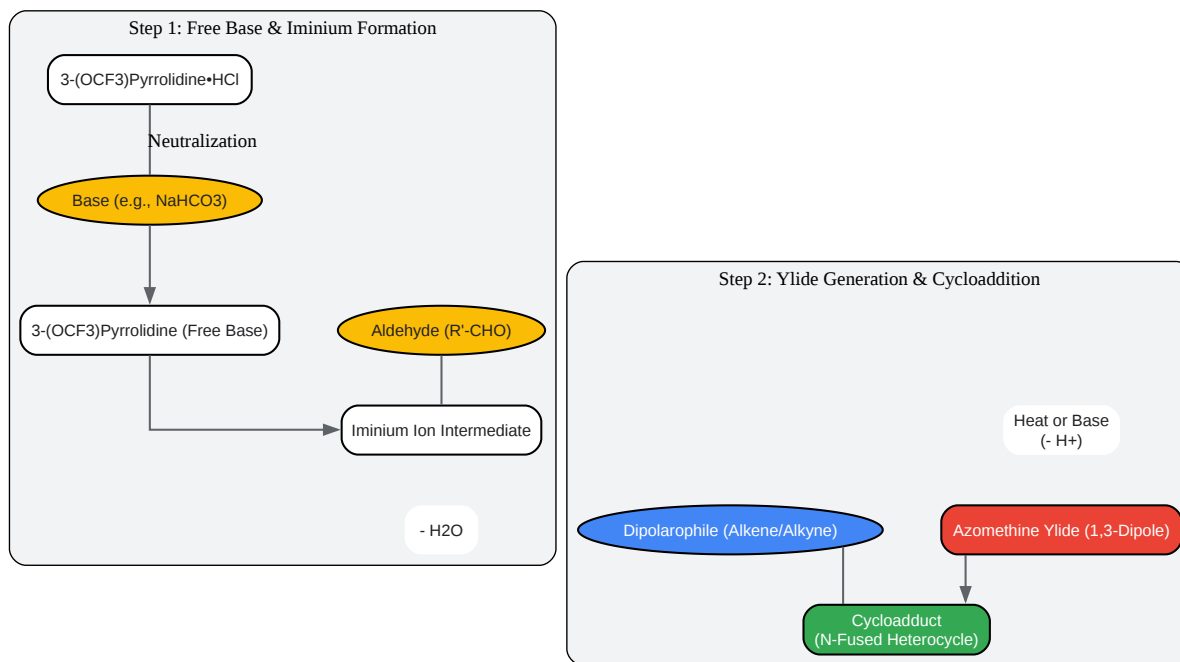 Step 1: Free Base & Iminium Formation
3-(OCF3)Pyrrolidine•HCl
Neutralization
Base (e.g., NaHCO3)
3-(OCF3)Pyrrolidine (Free Base)
Aldehyde (R'-CHO)
Iminium Ion Intermediate
- H2O
Step 2: Ylide Generation & Cycloaddition
Heat or Base
(- H+)
Dipolarophile (Alkene/Alkyne)
Azomethine Ylide (1,3-Dipole)
Cycloadduct
(N-Fused Heterocycle)